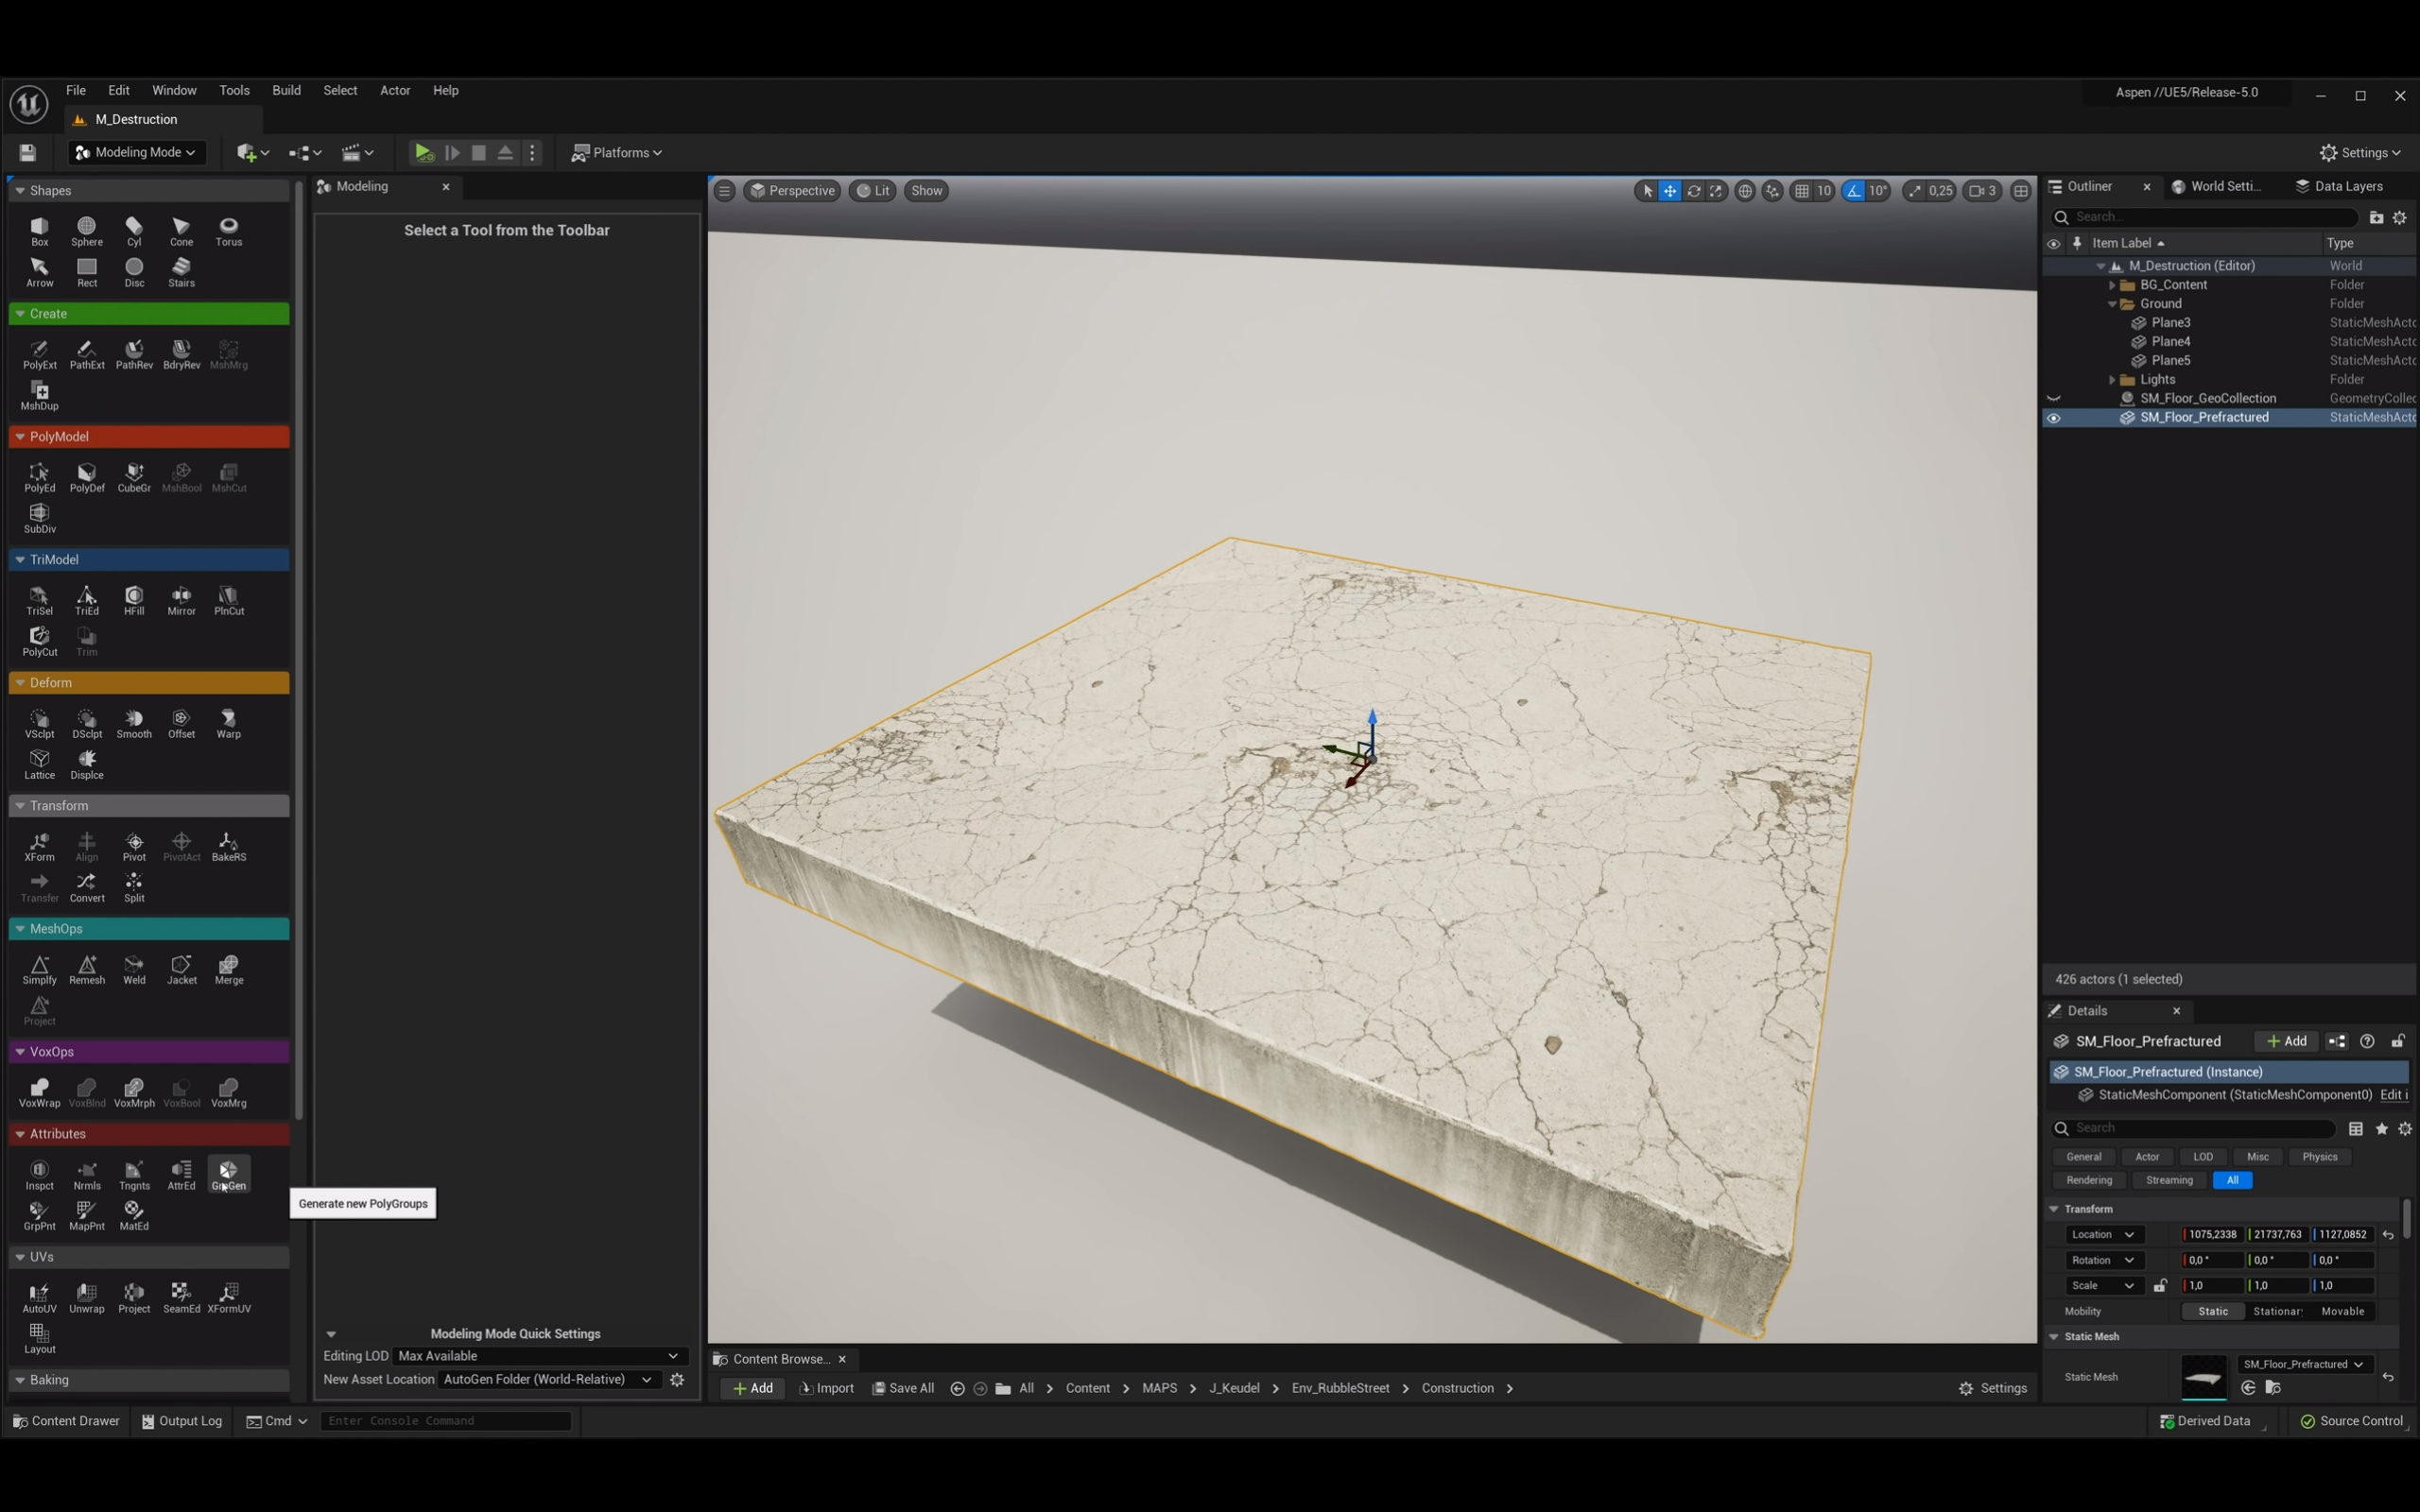 File Edit Window Tools Build Select Actor Help
Aspen //UE5/Release-5.0
M_Destruction
Modeling Mode
Platforms
Settings
Shapes
Box Sphere Cyl Cone Torus
Arrow Rect Disc Stairs
Create
PolyExt PathExt PathRev BdryRev MshMrg
MshDup
PolyModel
PolyEd PolyDef CubeGr MshBool MshCut
SubDiv
TriModel
TriSel TriEd HFill Mirror PlnCut
PolyCut Trim
Deform
VSclpt DSclpt Smooth Offset Warp
Lattice Displce
Transform
XForm Align Pivot PivotAct BakeRS
Transfer Convert Split
MeshOps
Simplfy Remesh Weld Jacket Merge
Project
VoxOps
VoxWrap VoxBlnd VoxMrph VoxBool VoxMrg
Attributes
Inspct Nrmls Tngnts AttrEd GrpGen
GrpPnt MapPnt MatEd
UVs
AutoUV Unwrap Project SeamEd XFormUV
Layout
Baking
Modeling
Select a Tool from the Toolbar
Generate new PolyGroups
Modeling Mode Quick Settings
Editing LOD Max Available
New Asset Location AutoGen Folder (World-Relative)
Perspective Lit Show
10 10° 0,25 3
Content Browse...
Add Import Save All All Content MAPS J_Keudel Env_RubbleStreet Construction Settings
Outliner World Setti... Data Layers
Search...
Item Label Type
M_Destruction (Editor) World
BG_Content Folder
Ground Folder
Plane3 StaticMeshActo
Plane4 StaticMeshActo
Plane5 StaticMeshActo
Lights Folder
SM_Floor_GeoCollection GeometryCollec
SM_Floor_Prefractured StaticMeshActo
426 actors (1 selected)
Details
SM_Floor_Prefractured Add
SM_Floor_Prefractured (Instance)
StaticMeshComponent (StaticMeshComponent0) Edit i
Search
General Actor LOD Misc Physics
Rendering Streaming All
Transform
Location 1075,2338 21737,763 1127,0852
Rotation 0,0° 0,0° 0,0°
Scale 1,0 1,0 1,0
Mobility Static Stationar Movable
Static Mesh
Static Mesh SM_Floor_Prefractured
Content Drawer Output Log Cmd Enter Console Command
Derived Data Source Control